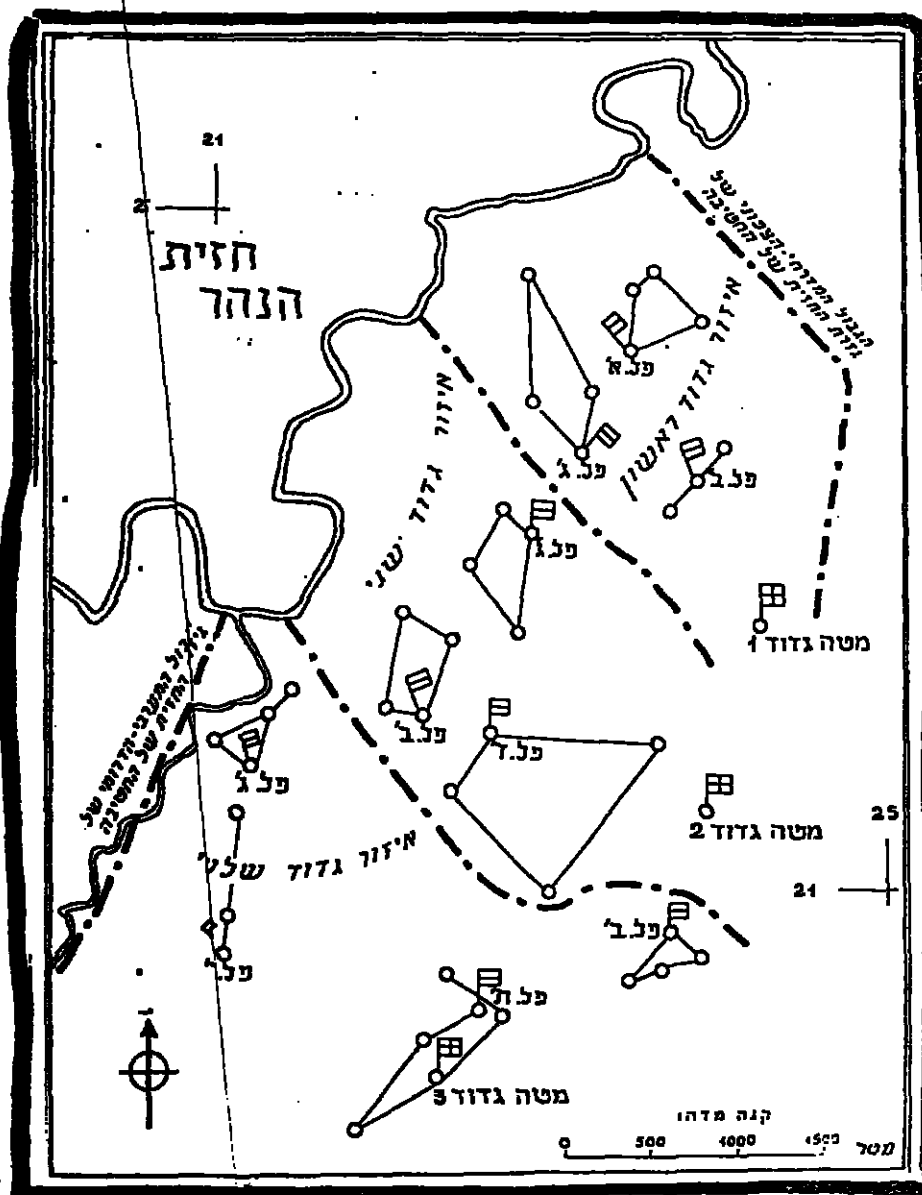 21
2
חזית
הנהר
הגבול המזרחי-הצפוני של
גזרת החזית של החטיבה
איזור גדוד ראשון
פל.א'
פל.ג'
פל.ב'
איזור גדוד שני
פל.ג'
מטה גדוד 1
פל.ב'
פל.ד'
מטה גדוד 2
25
21
המערבי-הדרומי של
החזית של החטיבה
פל.ג'
איזור גדוד
פל.
פל.ב'
פל.ת'
מטה גדוד 3
קנה מדה
0 500 1000 1500 מטר